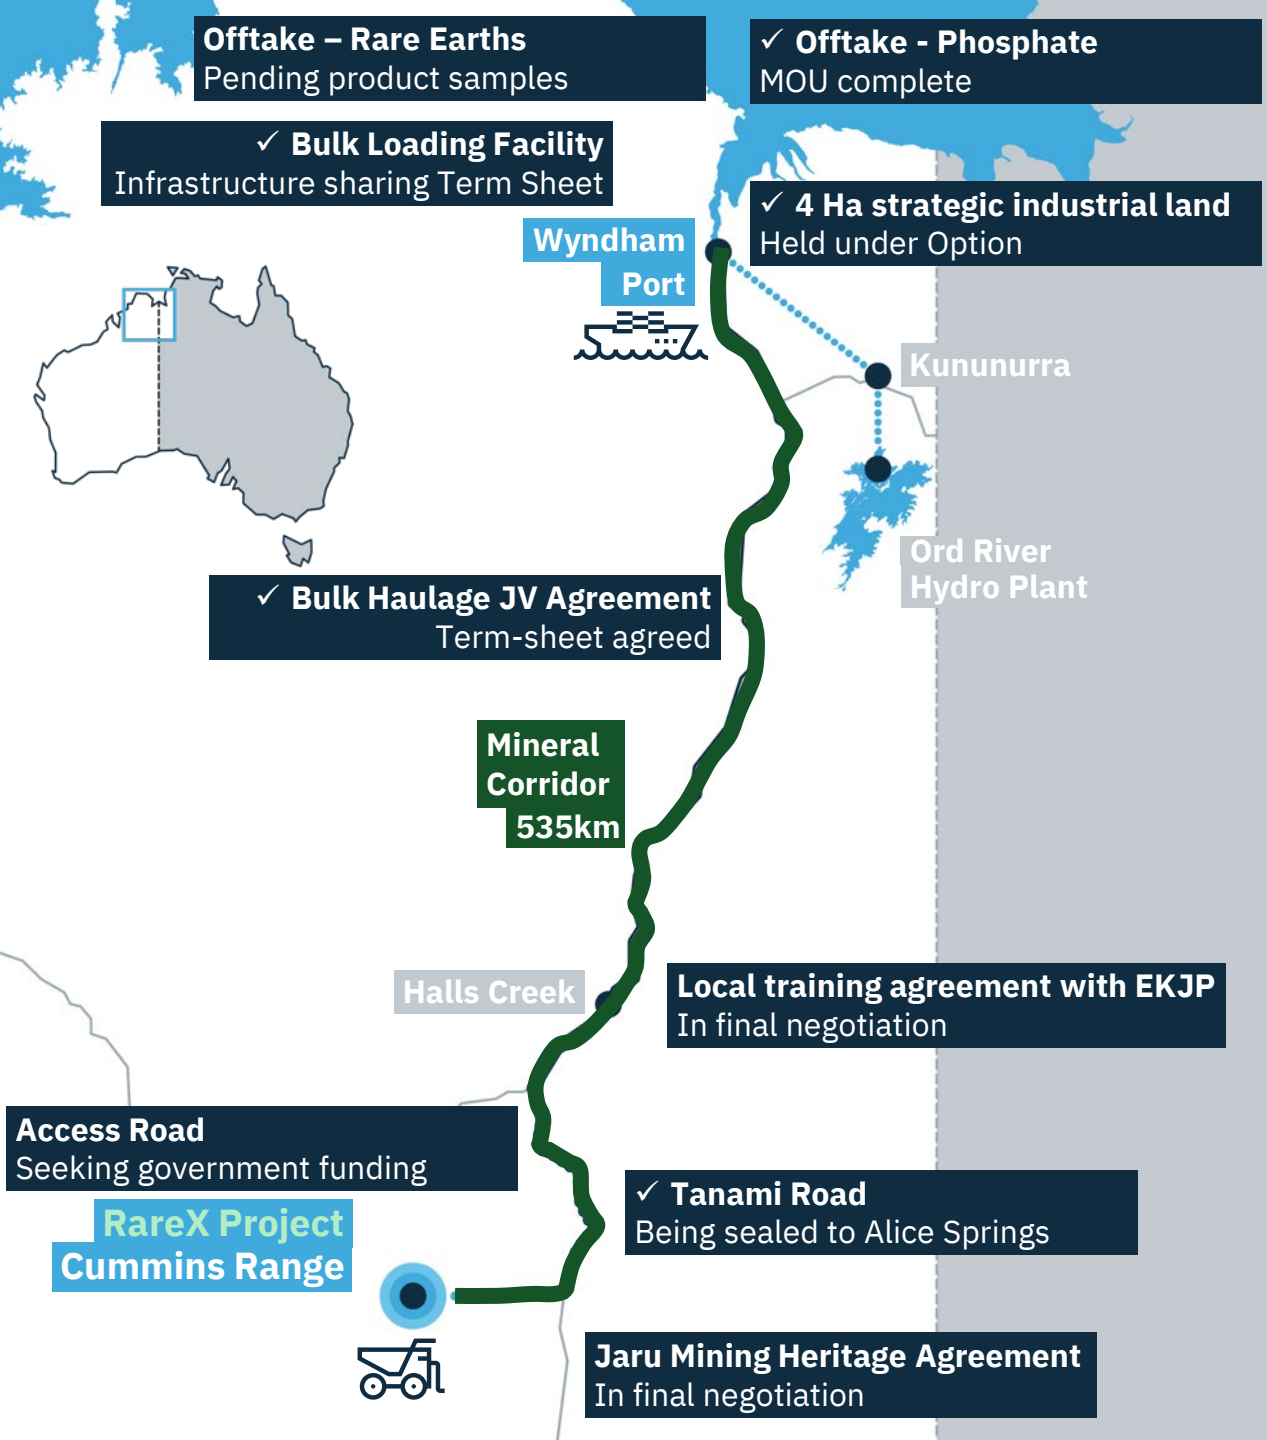 Offtake – Rare Earths
Pending product samples
✓ Offtake - Phosphate
MOU complete
✓ Bulk Loading Facility
Infrastructure sharing Term Sheet
✓ 4 Ha strategic industrial land
Held under Option
Wyndham
Port
Kununurra
Ord River
Hydro Plant
✓ Bulk Haulage JV Agreement
Term-sheet agreed
Mineral
Corridor
535km
Halls Creek
Local training agreement with EKJP
In final negotiation
Access Road
Seeking government funding
✓ Tanami Road
Being sealed to Alice Springs
RareX Project
Cummins Range
Jaru Mining Heritage Agreement
In final negotiation